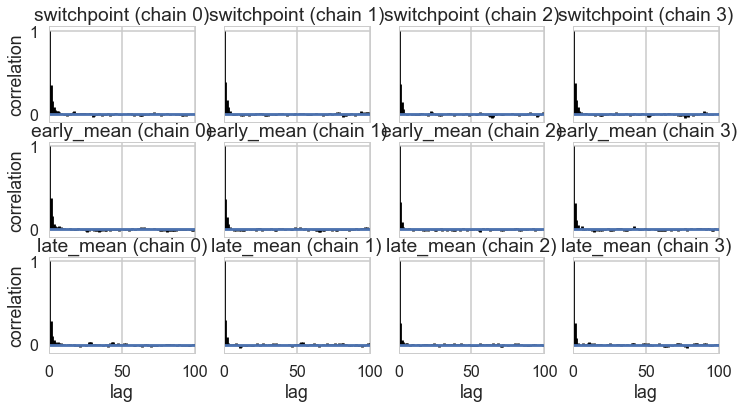 switchpoint (chain 0) switchpoint (chain 1) switchpoint (chain 2) switchpoint (chain 3)
1
correlation
0
early_mean (chain 0) early_mean (chain 1) early_mean (chain 2) early_mean (chain 3)
1
correlation
0
late_mean (chain 0) late_mean (chain 1) late_mean (chain 2) late_mean (chain 3)
1
correlation
0
0 50 100 0 50 100 0 50 100 0 50 100
lag lag lag lag